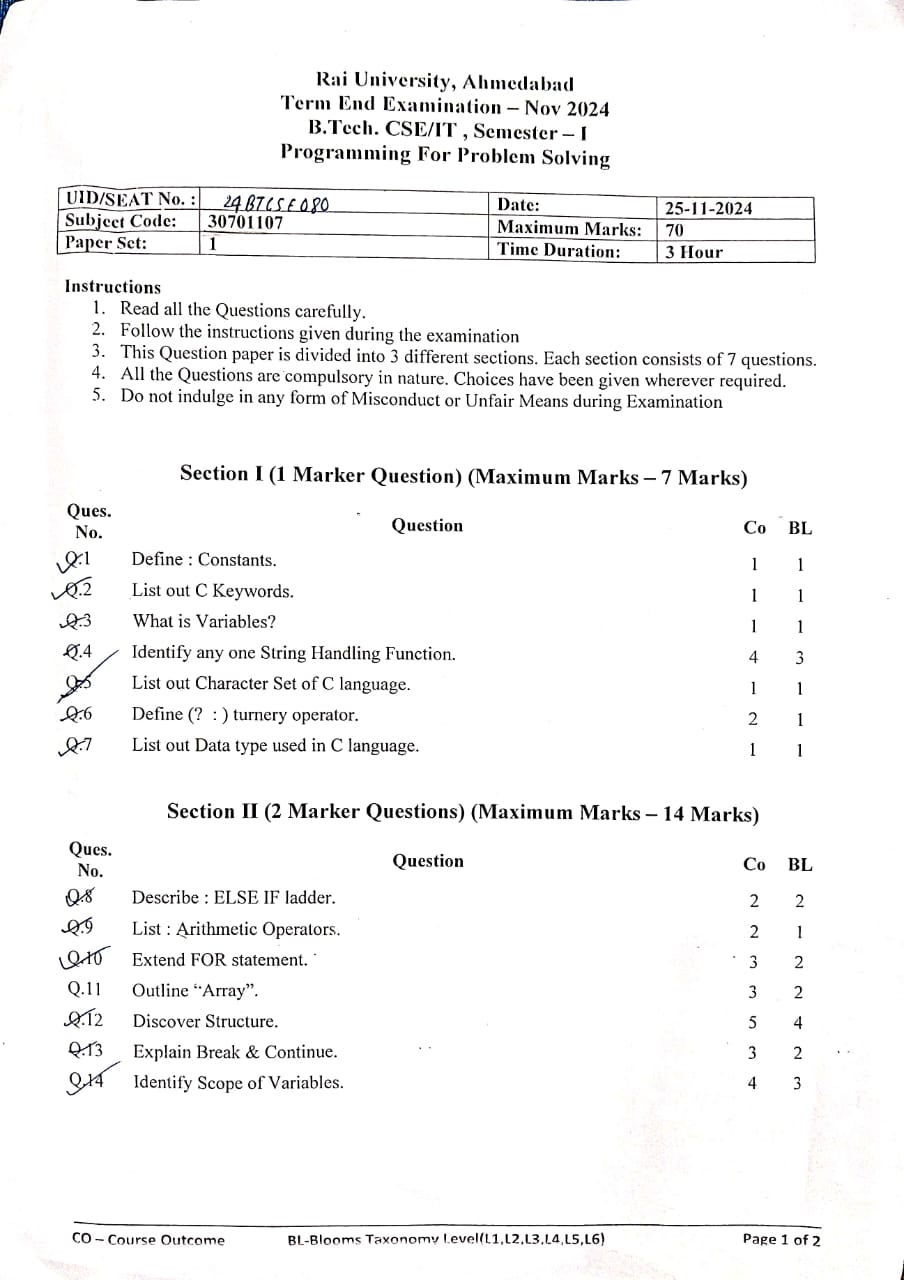 Rai University, Ahmedabad
Term End Examination – Nov 2024
B.Tech. CSE/IT , Semester – I
Programming For Problem Solving
UID/SEAT No. : 24BTCSE080 Date: 25-11-2024
Subject Code: 30701107 Maximum Marks: 70
Paper Set: 1 Time Duration: 3 Hour
Instructions
1. Read all the Questions carefully.
2. Follow the instructions given during the examination
3. This Question paper is divided into 3 different sections. Each section consists of 7 questions.
4. All the Questions are compulsory in nature. Choices have been given wherever required.
5. Do not indulge in any form of Misconduct or Unfair Means during Examination
Section I (1 Marker Question) (Maximum Marks – 7 Marks)
Ques. No. Question Co BL
Q.1 Define : Constants. 1 1
Q.2 List out C Keywords. 1 1
Q.3 What is Variables? 1 1
Q.4 Identify any one String Handling Function. 4 3
Q.5 List out Character Set of C language. 1 1
Q.6 Define (? : ) turnery operator. 2 1
Q.7 List out Data type used in C language. 1 1
Section II (2 Marker Questions) (Maximum Marks – 14 Marks)
Ques. No. Question Co BL
Q.8 Describe : ELSE IF ladder. 2 2
Q.9 List : Arithmetic Operators. 2 1
Q.10 Extend FOR statement. 3 2
Q.11 Outline “Array”. 3 2
Q.12 Discover Structure. 5 4
Q.13 Explain Break & Continue. 3 2
Q.14 Identify Scope of Variables. 4 3
CO – Course Outcome BL-Blooms Taxonomy Level(L1,L2,L3,L4,L5,L6) Page 1 of 2